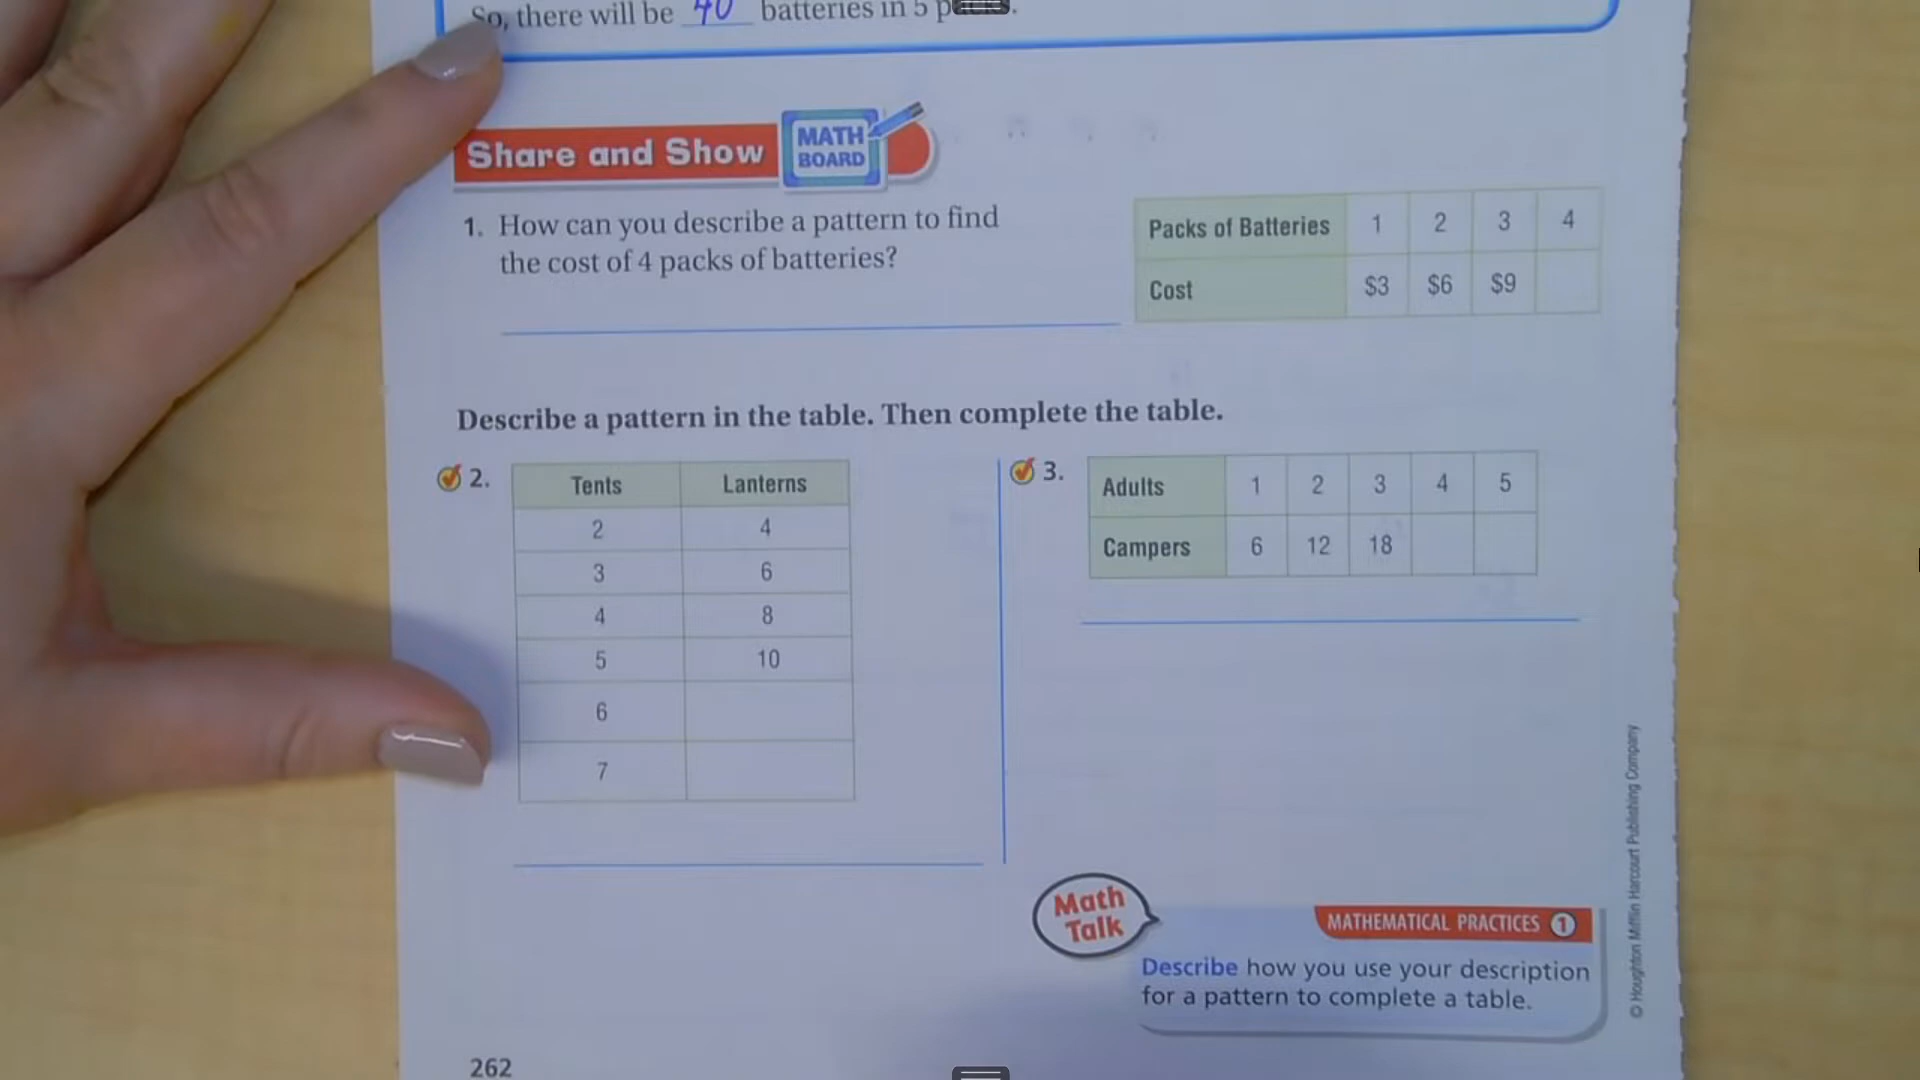 So, there will be 40 batteries in 5 packs.
Share and Show
MATH
BOARD
1. How can you describe a pattern to find
the cost of 4 packs of batteries?
Packs of Batteries 1 2 3 4
Cost $3 $6 $9
Describe a pattern in the table. Then complete the table.
2.
Tents Lanterns
2 4
3 6
4 8
5 10
6
7
3.
Adults 1 2 3 4 5
Campers 6 12 18
Math
Talk
MATHEMATICAL PRACTICES 1
Describe how you use your description
for a pattern to complete a table.
© Houghton Mifflin Harcourt Publishing Company
262